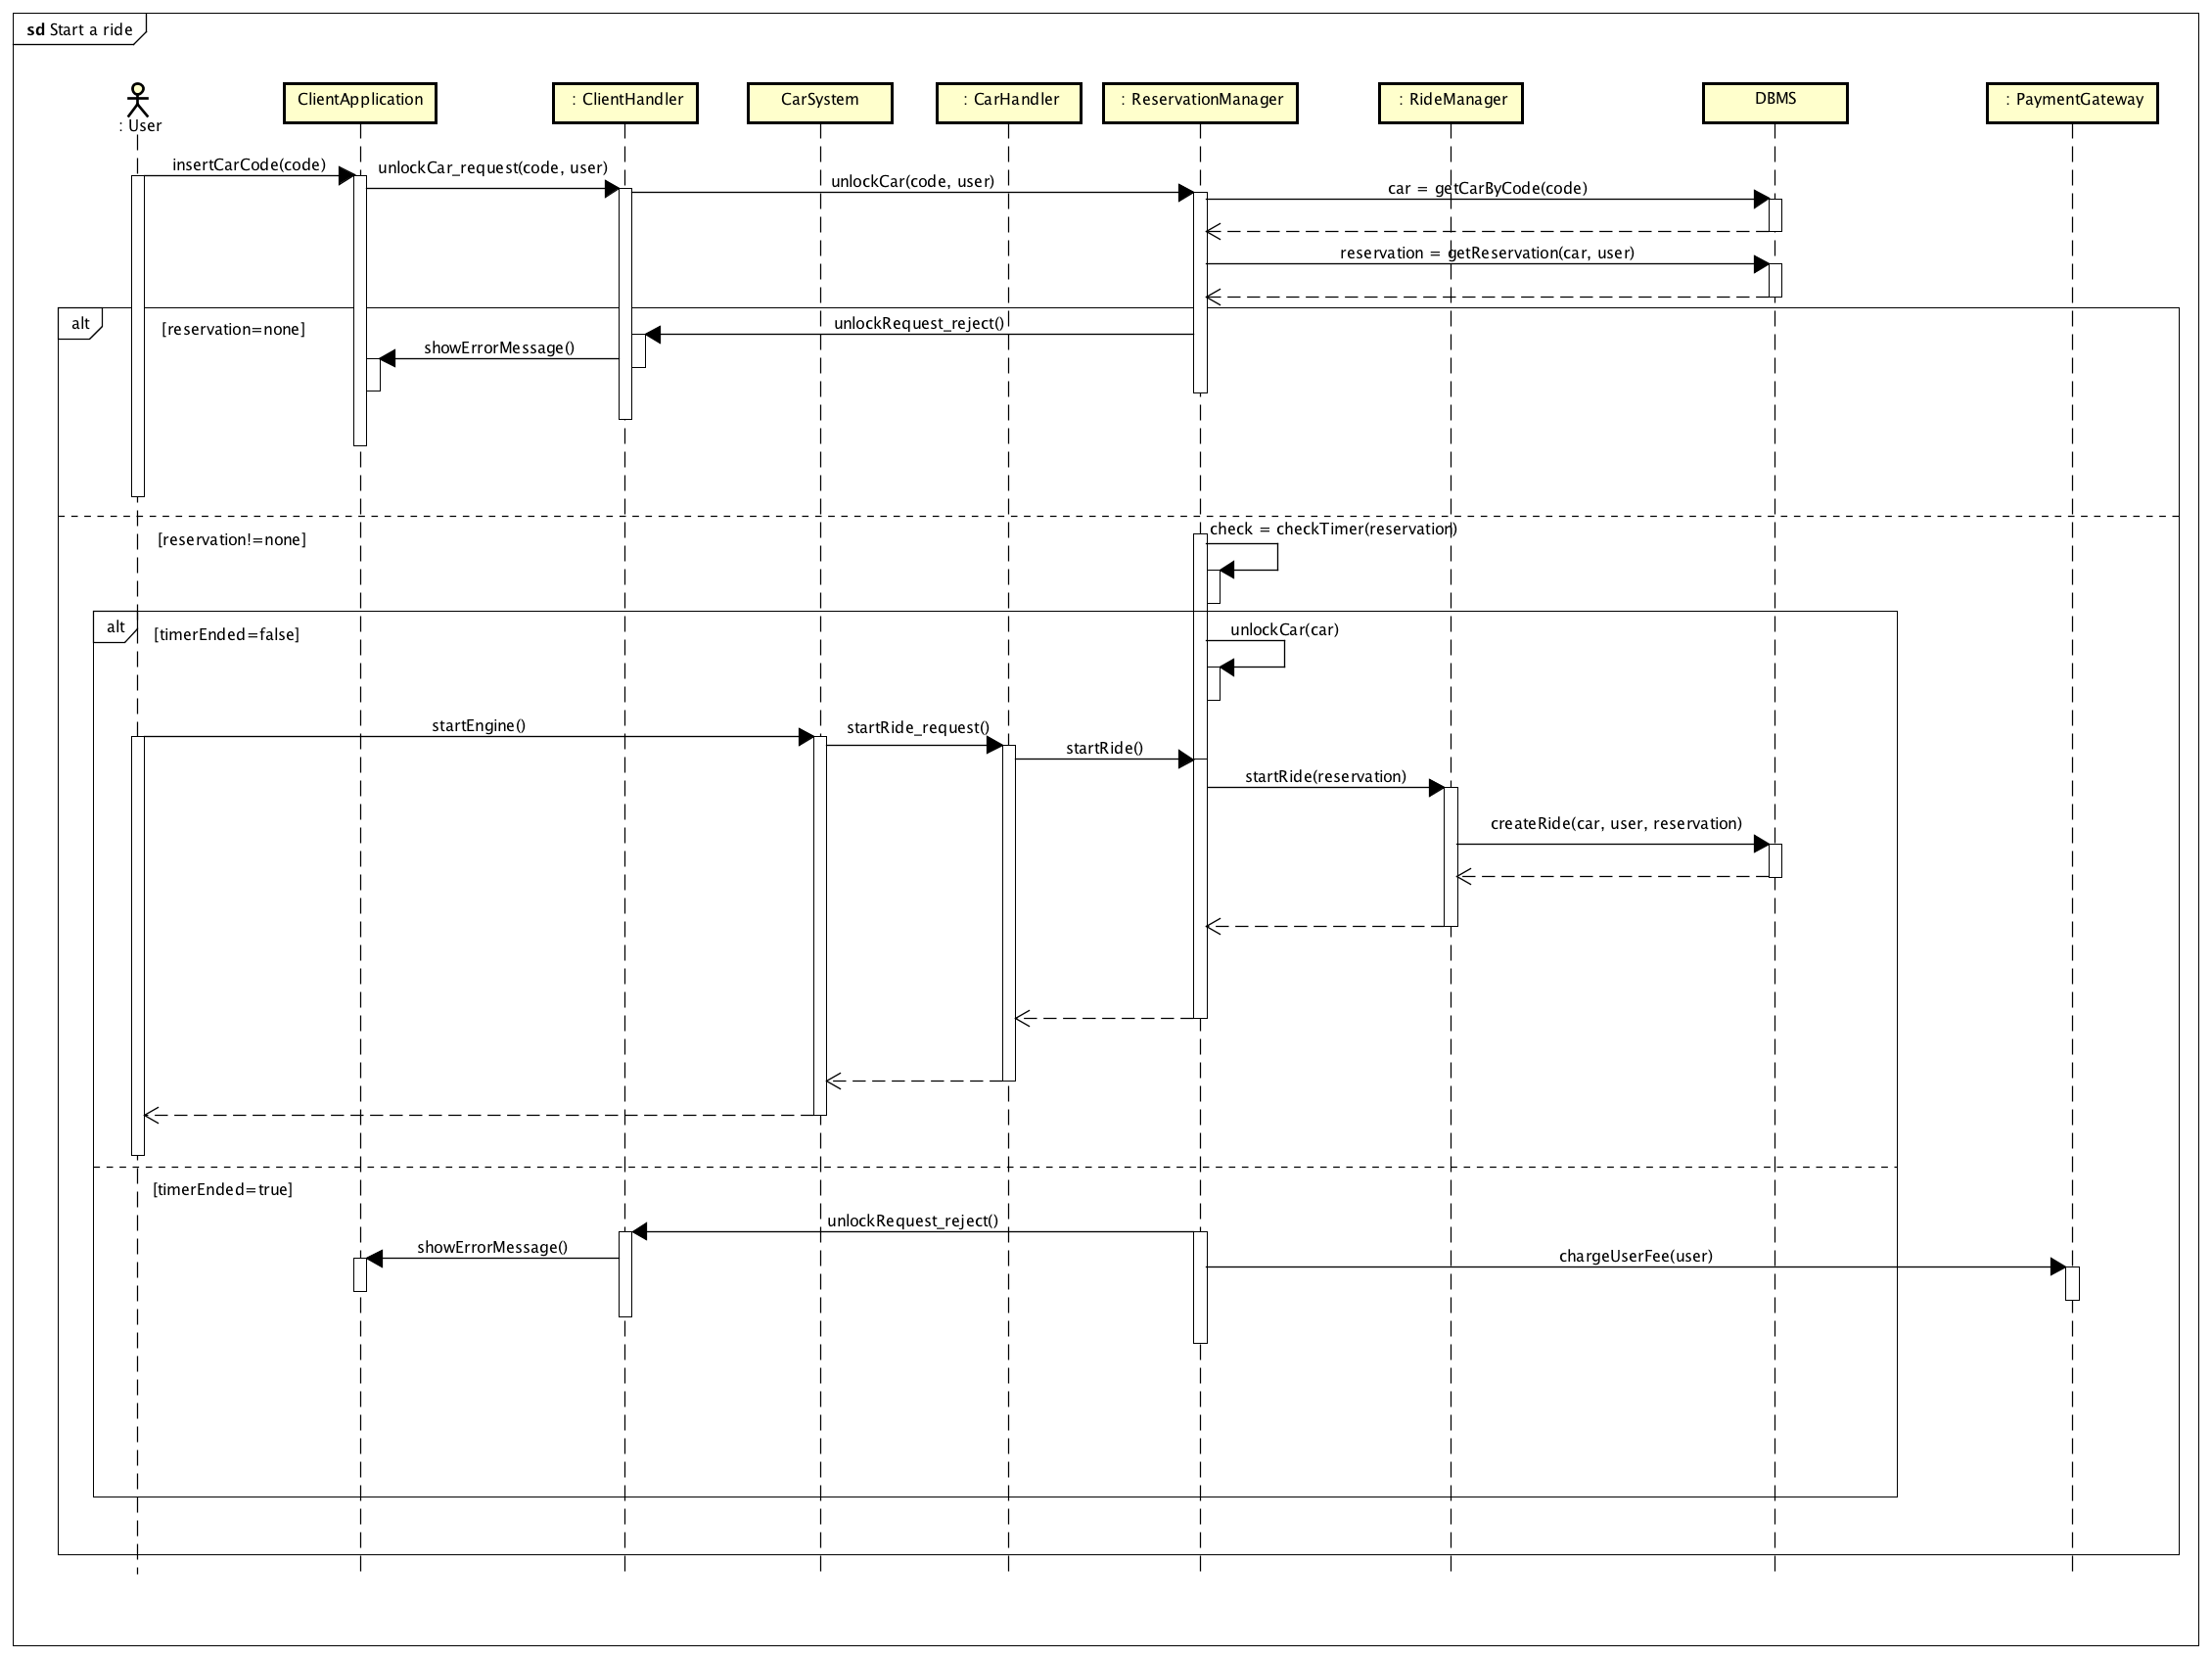 sd Start a ride
: User
ClientApplication
: ClientHandler
CarSystem
: CarHandler
: ReservationManager
: RideManager
DBMS
: PaymentGateway
insertCarCode(code)
unlockCar_request(code, user)
unlockCar(code, user)
car = getCarByCode(code)
reservation = getReservation(car, user)
alt
[reservation=none]
unlockRequest_reject()
showErrorMessage()
[reservation!=none]
check = checkTimer(reservation)
alt
[timerEnded=false]
unlockCar(car)
startEngine()
startRide_request()
startRide()
startRide(reservation)
createRide(car, user, reservation)
[timerEnded=true]
unlockRequest_reject()
showErrorMessage()
chargeUserFee(user)